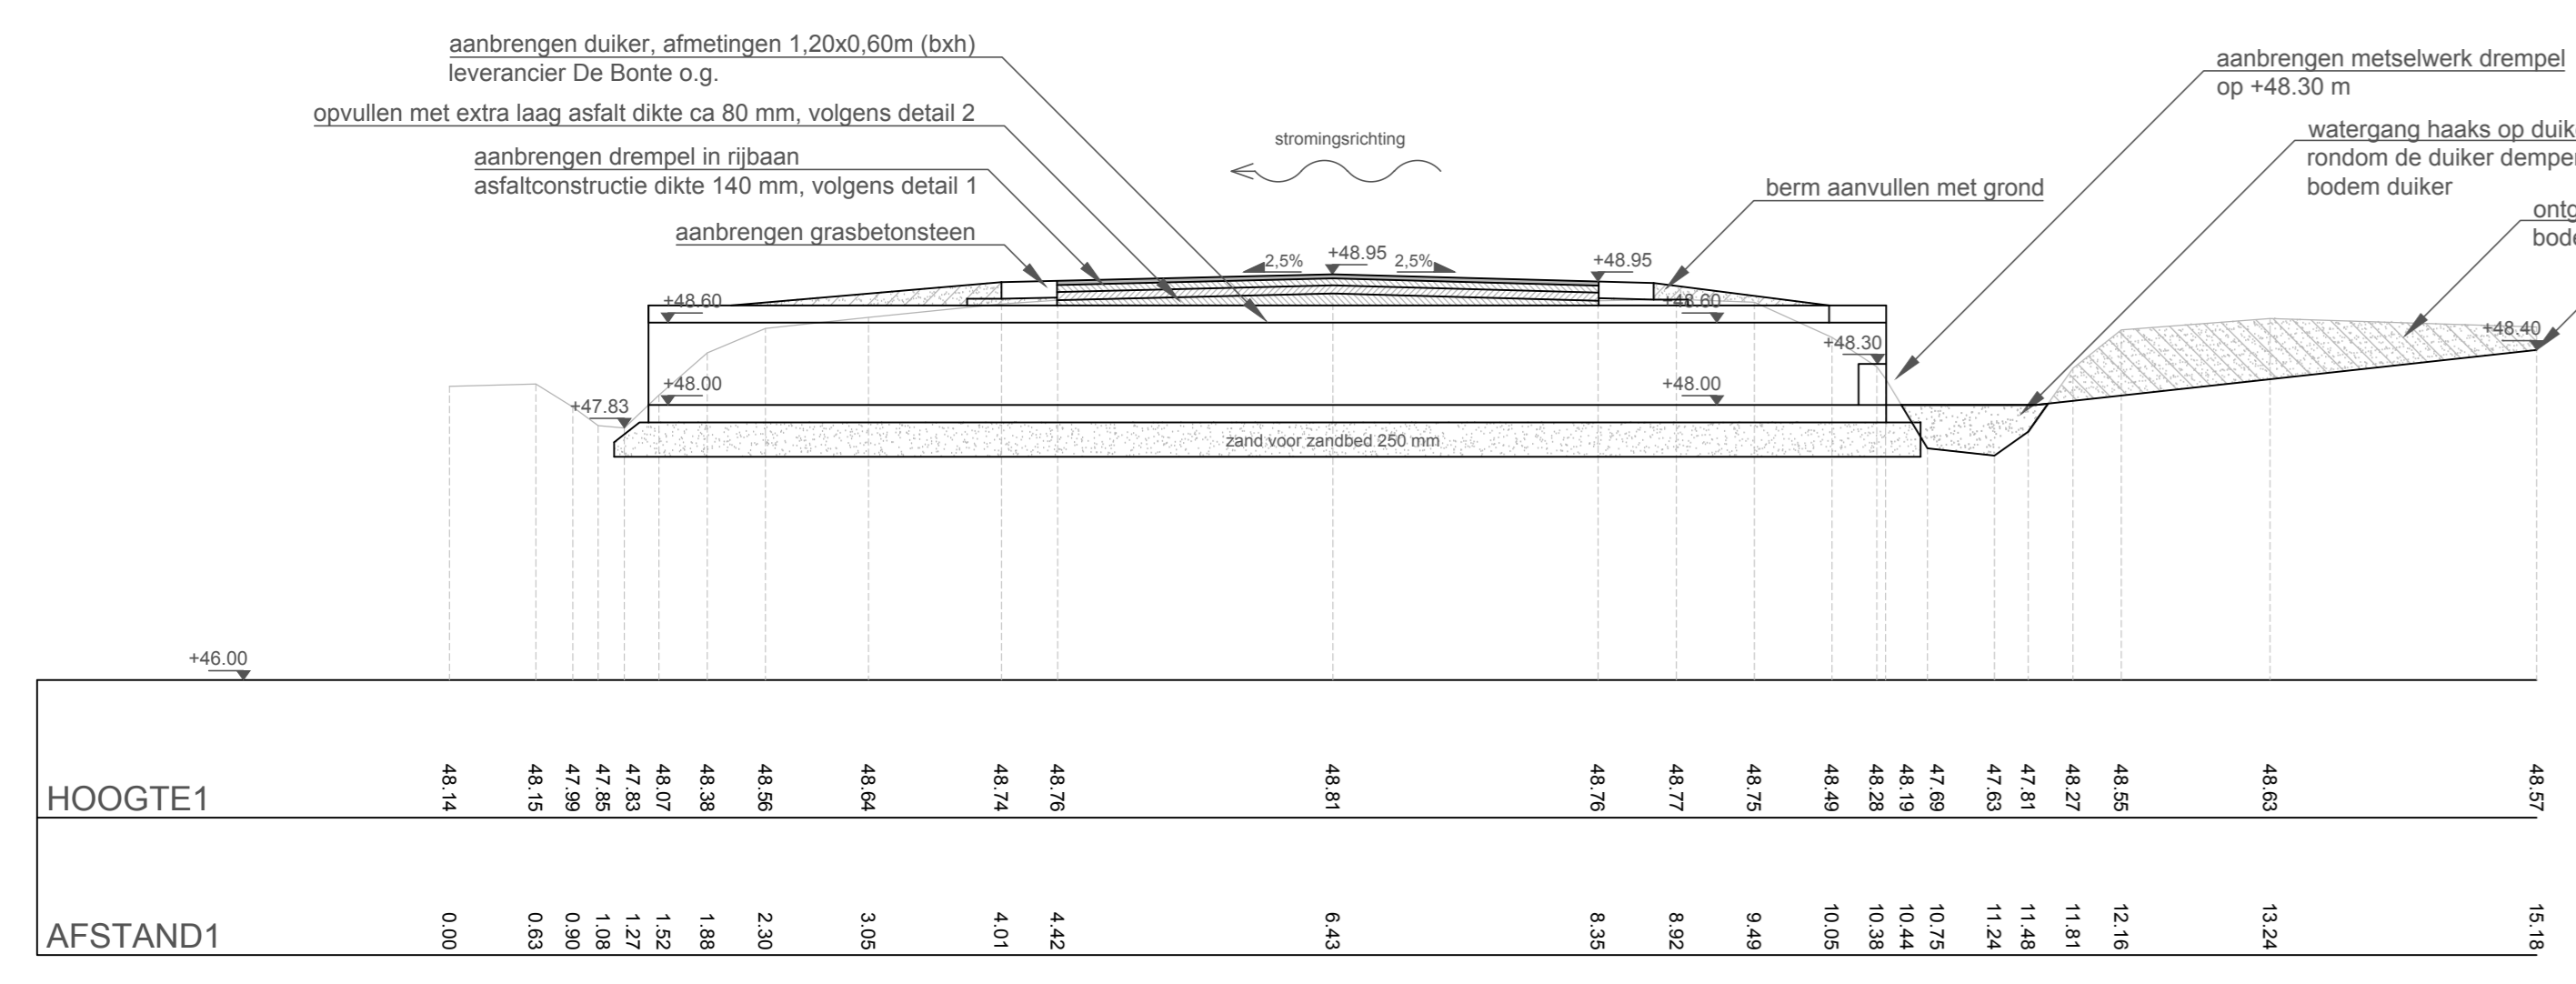 aanbrengen duiker, afmetingen 1,20x0,60m (bxh)
leverancier De Bonte o.g.
opvullen met extra laag asfalt dikte ca 80 mm, volgens detail 2
aanbrengen drempel in rijbaan
asfaltconstructie dikte 140 mm, volgens detail 1
aanbrengen grasbetonsteen
stromingsrichting
berm aanvullen met grond
aanbrengen metselwerk drempel
op +48.30 m
watergang haaks op duik
rondom de duiker demper
bodem duiker
ontg
bode
2,5% +48.95 2,5% +48.95
+48.60 +48.60
+48.40
+48.30
+48.00 +48.00
+47.83
zand voor zandbed 250 mm
+46.00
HOOGTE1 48.14 48.15 47.99 47.85 47.83 48.07 48.38 48.56 48.64 48.74 48.76 48.81 48.76 48.77 48.75 48.49 48.28 48.19 47.69 47.63 47.81 48.27 48.55 48.63 48.57
AFSTAND1 0.00 0.63 0.90 1.08 1.27 1.52 1.88 2.30 3.05 4.01 4.42 6.43 8.35 8.92 9.49 10.05 10.38 10.44 10.75 11.24 11.48 11.81 12.16 13.24 15.18